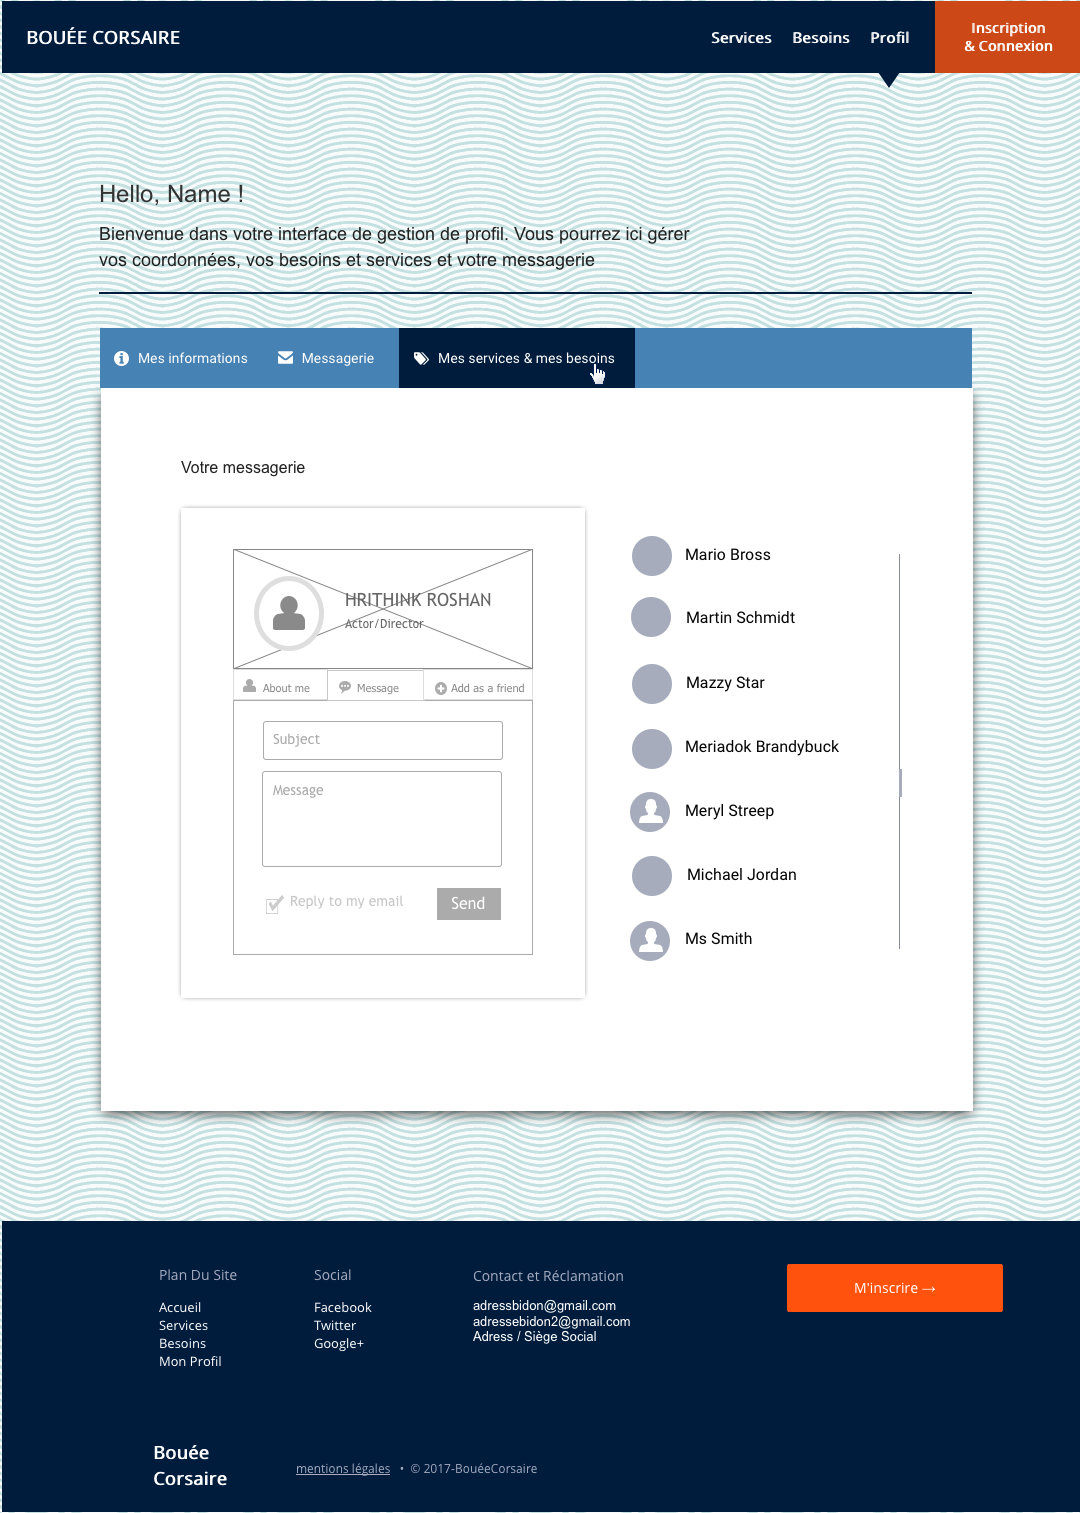 BOUÉE CORSAIRE
Services Besoins Profil
Inscription
& Connexion
Hello, Name !
Bienvenue dans votre interface de gestion de profil. Vous pourrez ici gérer
vos coordonnées, vos besoins et services et votre messagerie
Mes informations Messagerie Mes services & mes besoins
Votre messagerie
HRITHINK ROSHAN
Actor/Director
About me Message Add as a friend
Subject
Message
Reply to my email
Send
Mario Bross
Martin Schmidt
Mazzy Star
Meriadok Brandybuck
Meryl Streep
Michael Jordan
Ms Smith
Plan Du Site
Accueil
Services
Besoins
Mon Profil
Social
Facebook
Twitter
Google+
Contact et Réclamation
adressbidon@gmail.com
adressebidon2@gmail.com
Adress / Siège Social
M'inscrire →
Bouée
Corsaire
mentions légales • © 2017-BouéeCorsaire